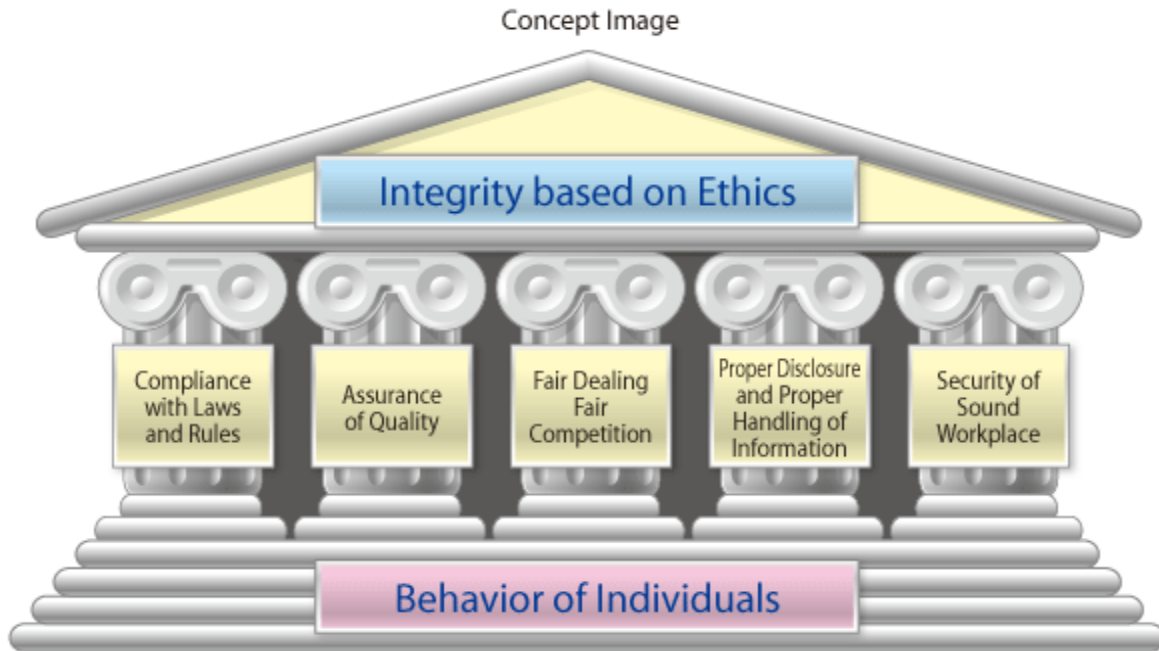 Concept Image
Integrity based on Ethics
Compliance
with Laws
and Rules
Assurance
of Quality
Fair Dealing
Fair
Competition
Proper Disclosure
and Proper
Handling of
Information
Security of
Sound
Workplace
Behavior of Individuals